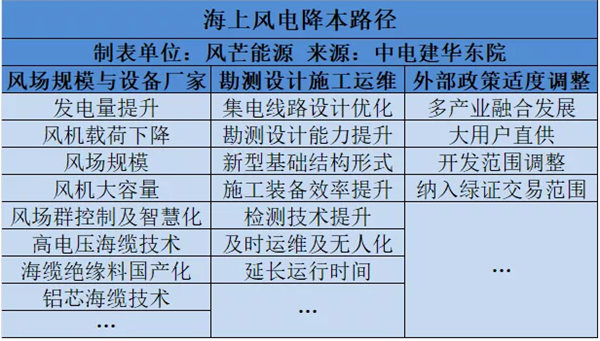 海上风电降本路径
制表单位：风芒能源 来源：中电建华东院
风场规模与设备厂家 勘测设计施工运维 外部政策适度调整
发电量提升 集电线路设计优化 多产业融合发展
风机载荷下降 勘测设计能力提升 大用户直供
风场规模 新型基础结构形式 开发范围调整
风机大容量 施工装备效率提升 纳入绿证交易范围
风场群控制及智慧化 检测技术提升
高电压海缆技术 及时运维及无人化
海缆绝缘料国产化 延长运行时间 …
铝芯海缆技术 …
…